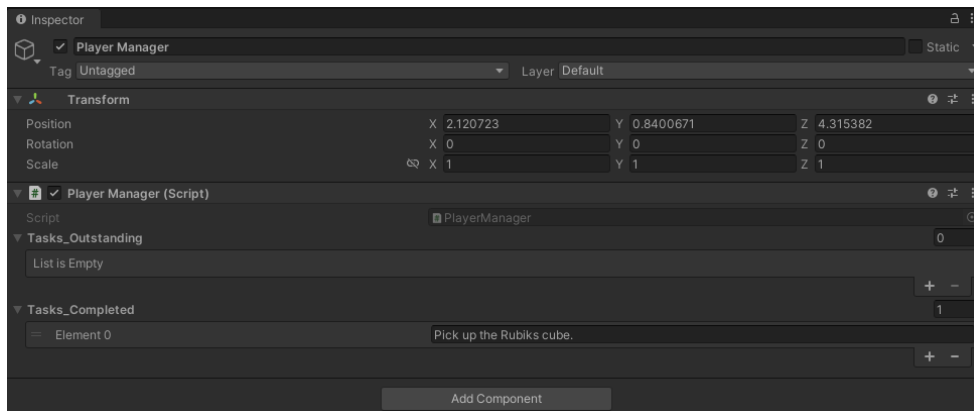 Inspector
Player Manager Static
Tag Untagged Layer Default
Transform
Position X 2.120723 Y 0.8400671 Z 4.315382
Rotation X 0 Y 0 Z 0
Scale X 1 Y 1 Z 1
# Player Manager (Script)
Script PlayerManager
Tasks_Outstanding 0
List is Empty
+ -
Tasks_Completed 1
= Element 0 Pick up the Rubiks cube.
+ -
Add Component